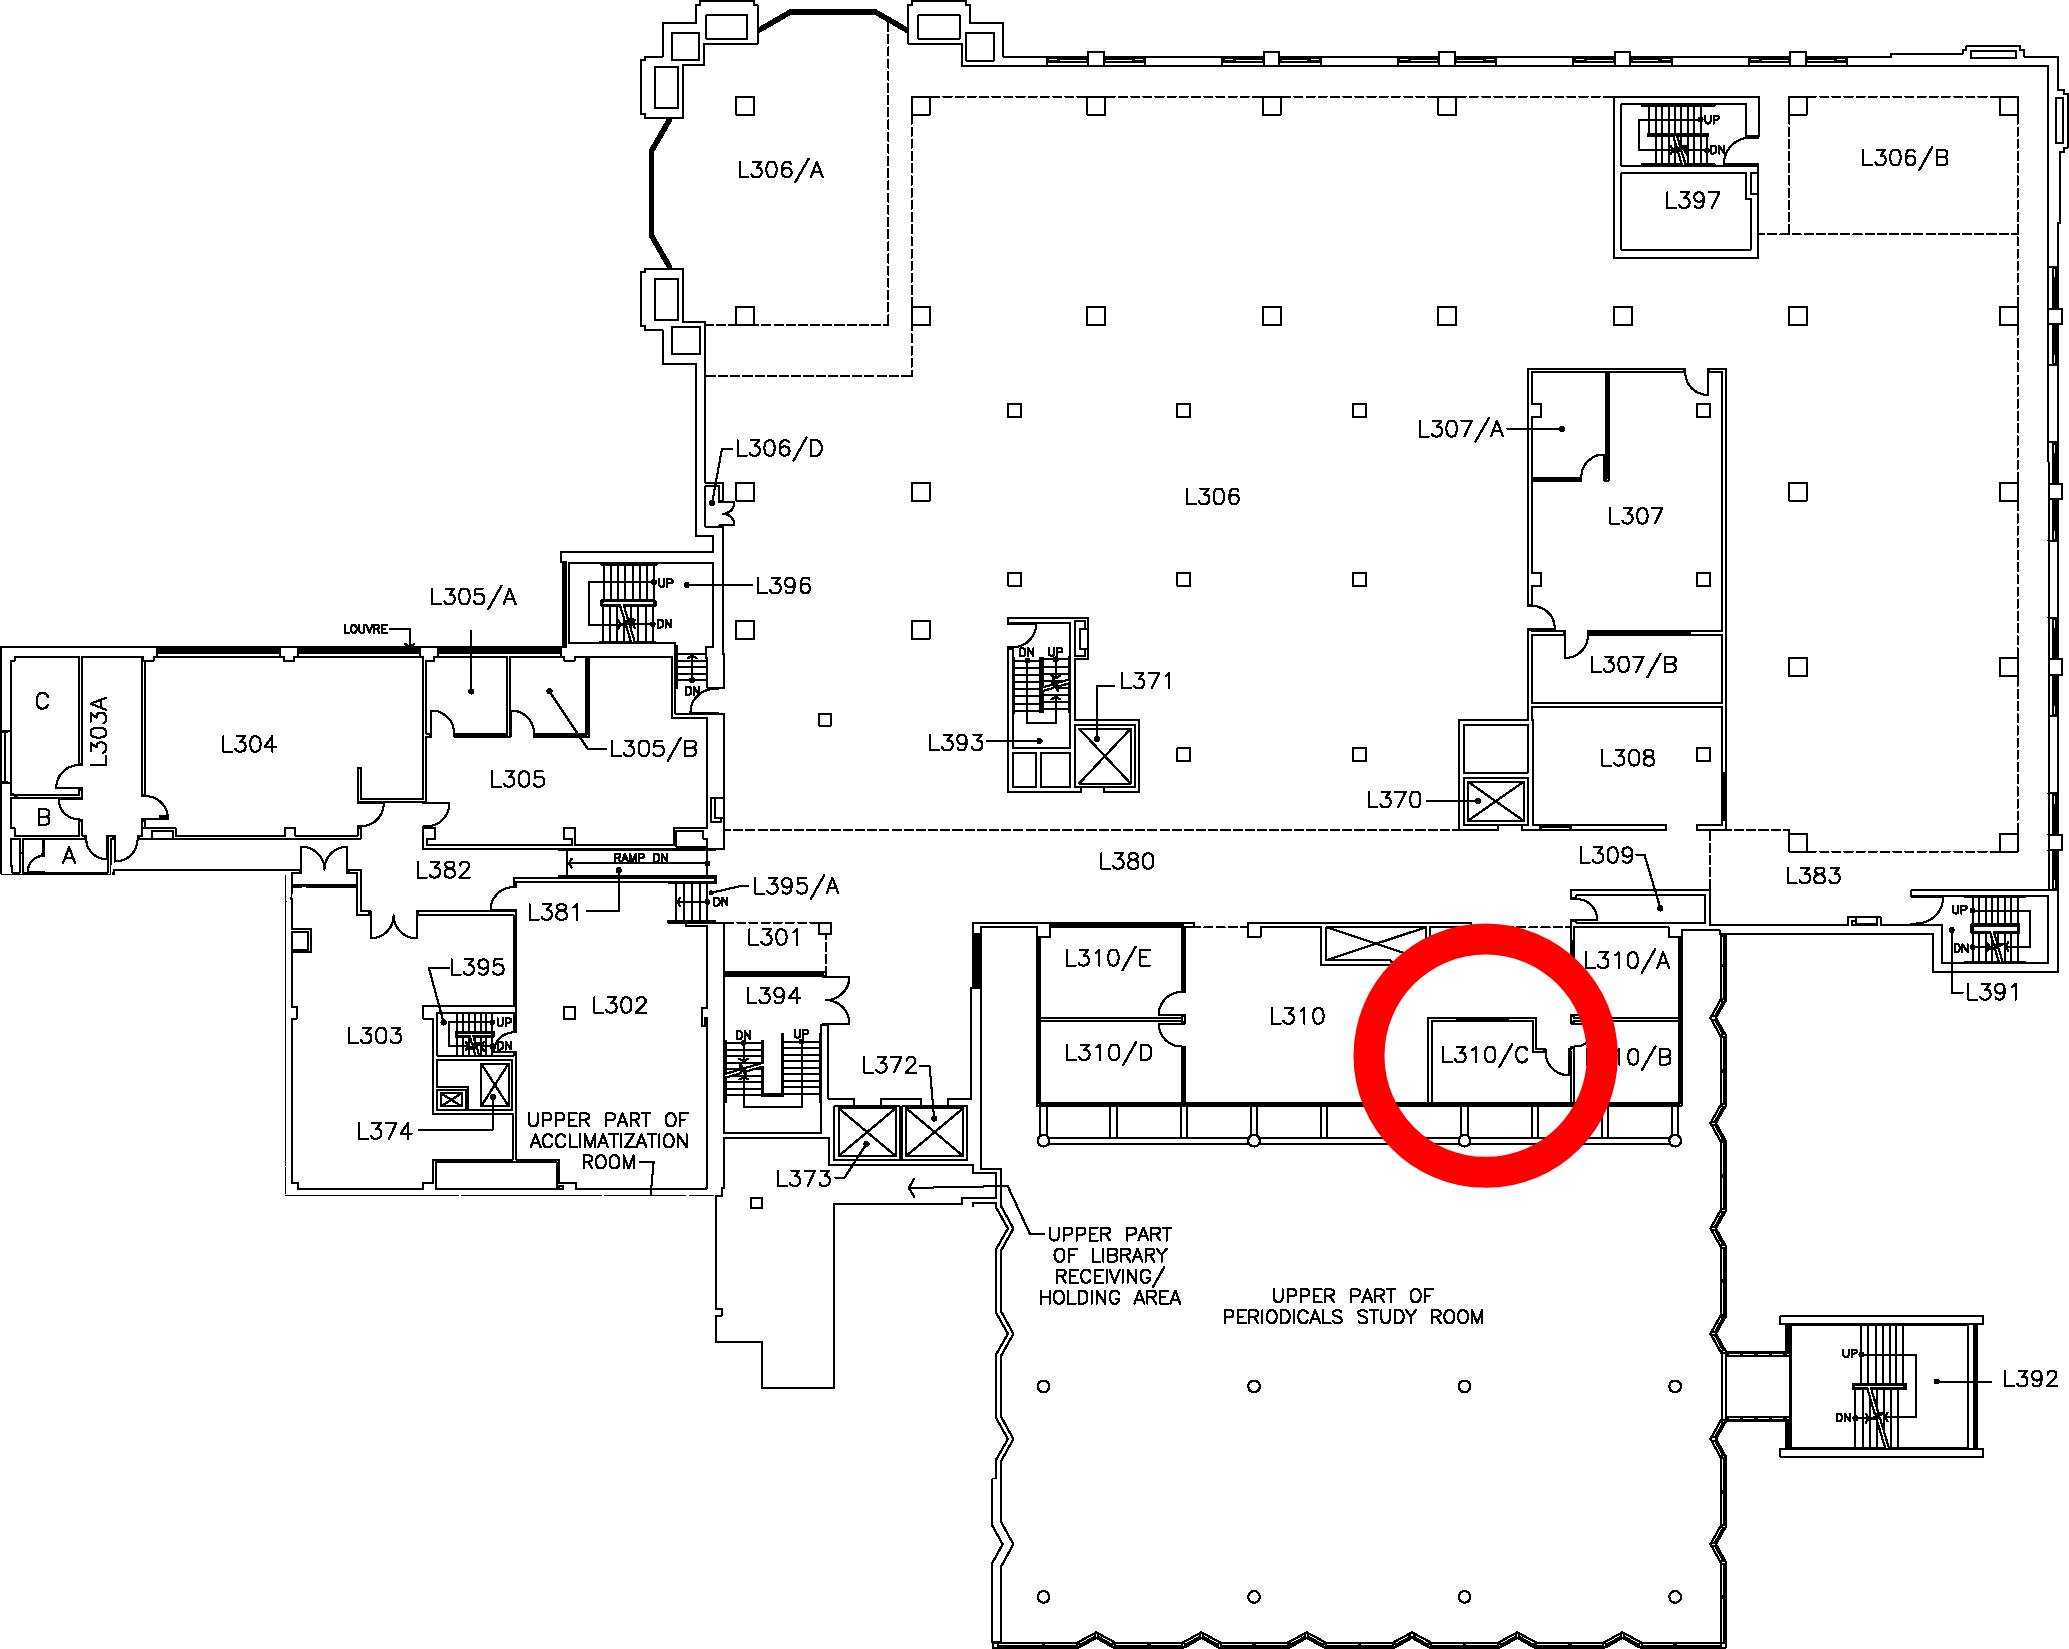 UP
DN
L306/A
L306/B
L397
L307/A
L306/D
L306
L307
L396
UP
DN
L305/A
LOUVRE
DN UP
L307/B
L371
DN
C
L303A
L304
L305/B
L393
L305
L308
L370
B
A
RAMP DN
L382
L380
L309
L383
L381
L395/A
DN
UP
DN
L301
L310/E
L310/A
L395
L394
L391
L302
L310
UP
DN
L303
DN UP
L310/D
L310/C
L310/B
L372
L374
UPPER PART OF
ACCLIMATIZATION
ROOM
L373
UPPER PART
OF LIBRARY
RECEIVING/
HOLDING AREA
UPPER PART OF
PERIODICALS STUDY ROOM
UP
DN
L392